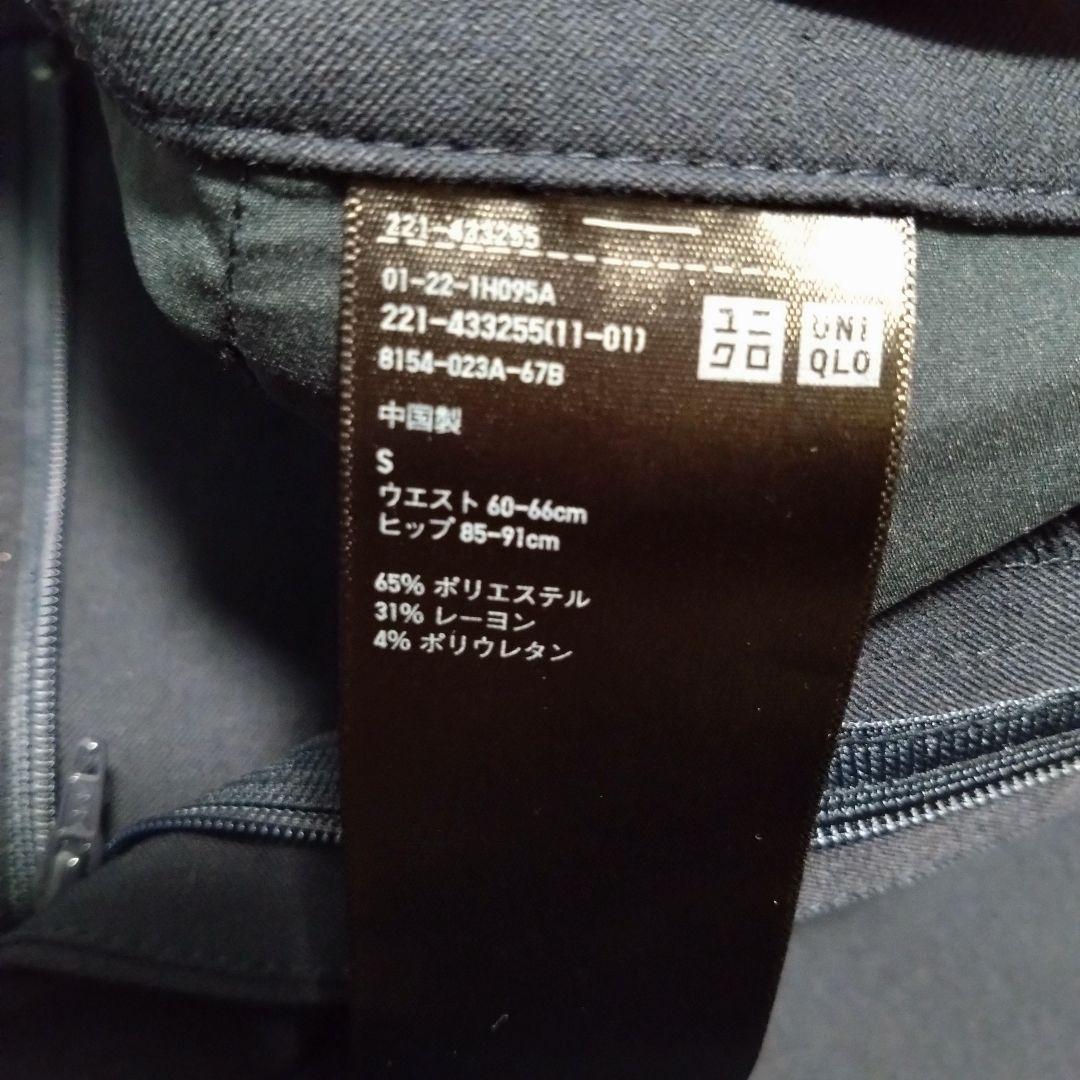 221-433255
01-22-1H095A
221-433255(11-01)
8154-023A-67B
ユニ
クロ
UNI
QLO
中国製
S
ウエスト 60-66cm
ヒップ 85-91cm
65% ポリエステル
31% レーヨン
4% ポリウレタン